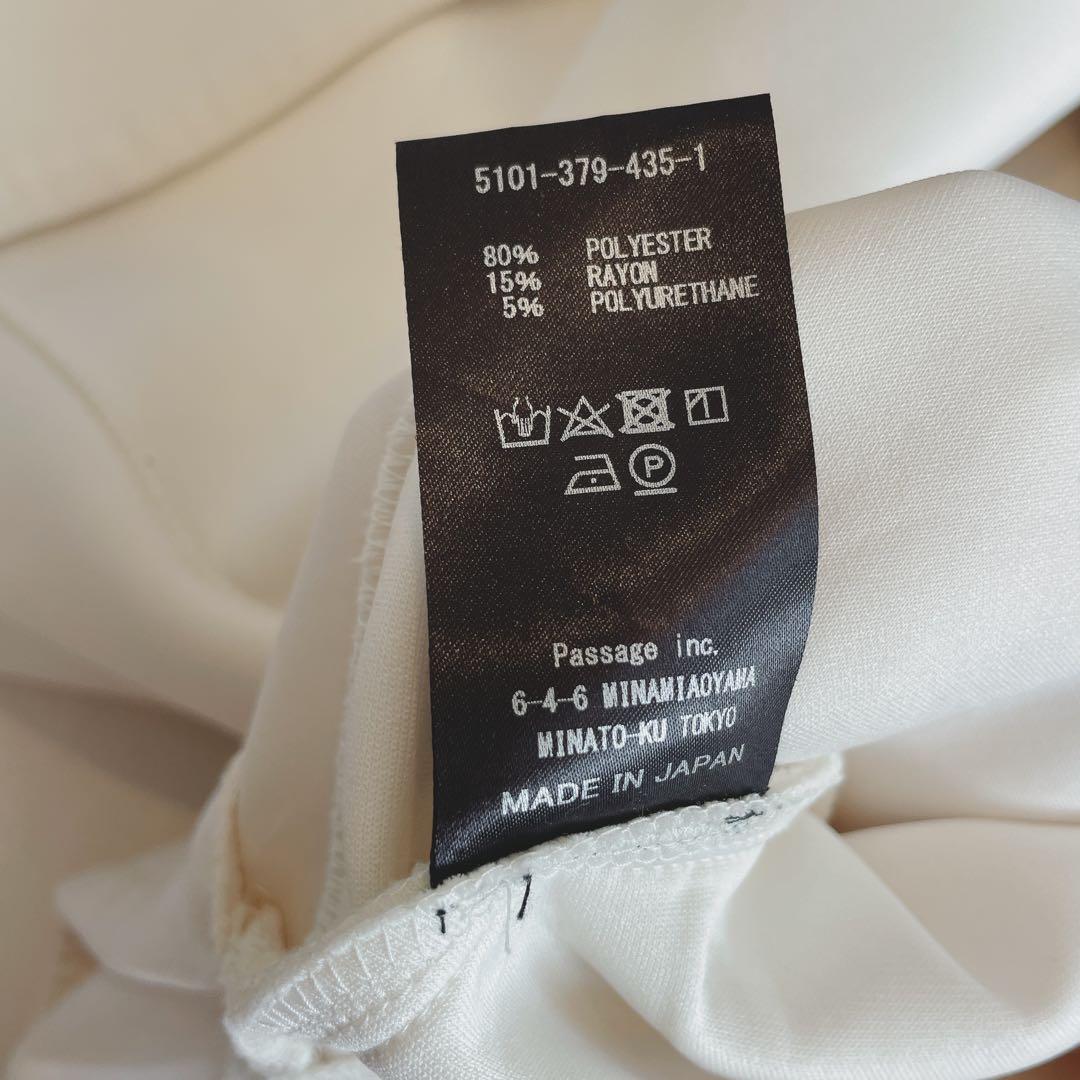 5101-379-435-1
80% POLYESTER
15% RAYON
5% POLYURETHANE
P
Passage inc.
6-4-6 MINAMIAOYAMA
MINATO-KU TOKYO
MADE IN JAPAN